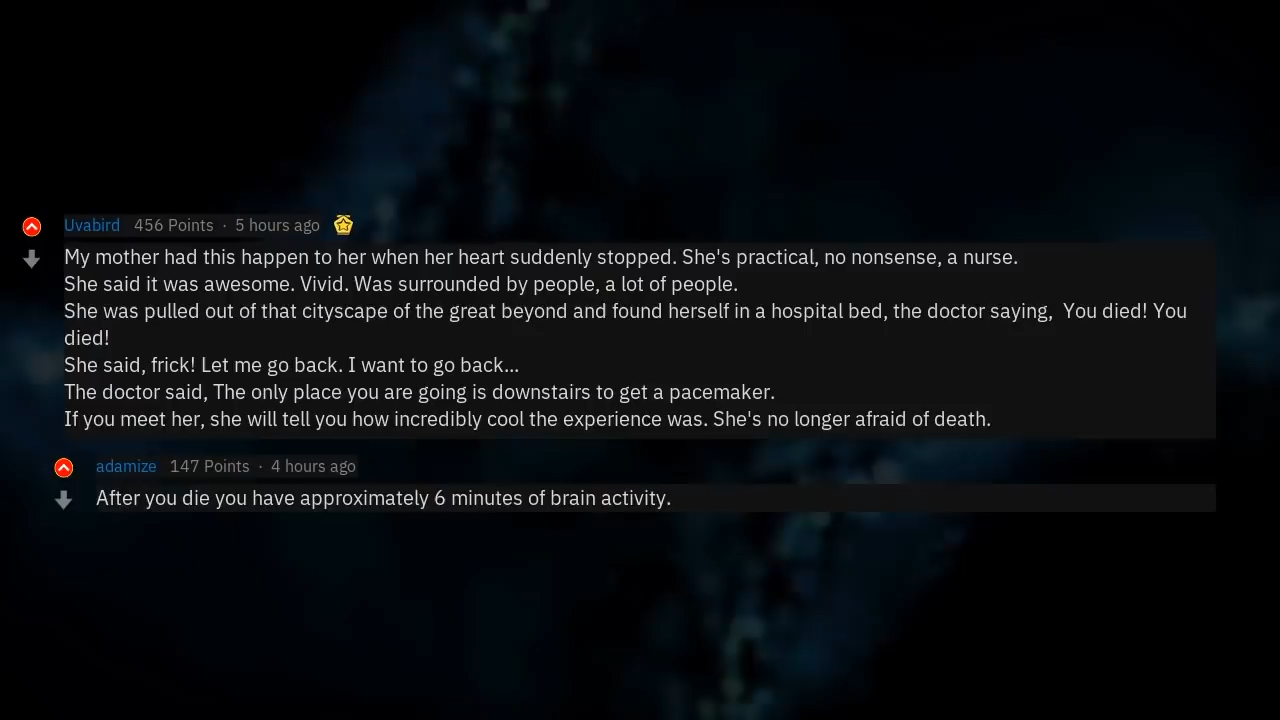 Uvabird 456 Points · 5 hours ago
My mother had this happen to her when her heart suddenly stopped. She's practical, no nonsense, a nurse.
She said it was awesome. Vivid. Was surrounded by people, a lot of people.
She was pulled out of that cityscape of the great beyond and found herself in a hospital bed, the doctor saying,  You died! You
died!
She said, frick! Let me go back. I want to go back...
The doctor said, The only place you are going is downstairs to get a pacemaker.
If you meet her, she will tell you how incredibly cool the experience was. She's no longer afraid of death.
adamize 147 Points · 4 hours ago
After you die you have approximately 6 minutes of brain activity.